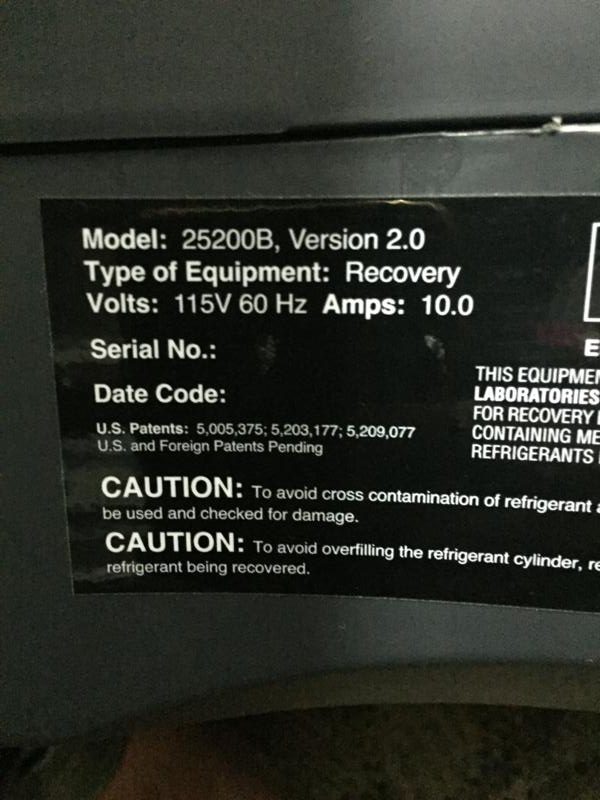 Model: 25200B, Version 2.0
Type of Equipment: Recovery
Volts: 115V 60 Hz Amps: 10.0
Serial No.:
Date Code:
U.S. Patents: 5,005,375; 5,203,177; 5,209,077
U.S. and Foreign Patents Pending
E
THIS EQUIPMEN
LABORATORIES
FOR RECOVERY
CONTAINING ME
REFRIGERANTS
CAUTION: To avoid cross contamination of refrigerant
be used and checked for damage.
CAUTION: To avoid overfilling the refrigerant cylinder, re
refrigerant being recovered.